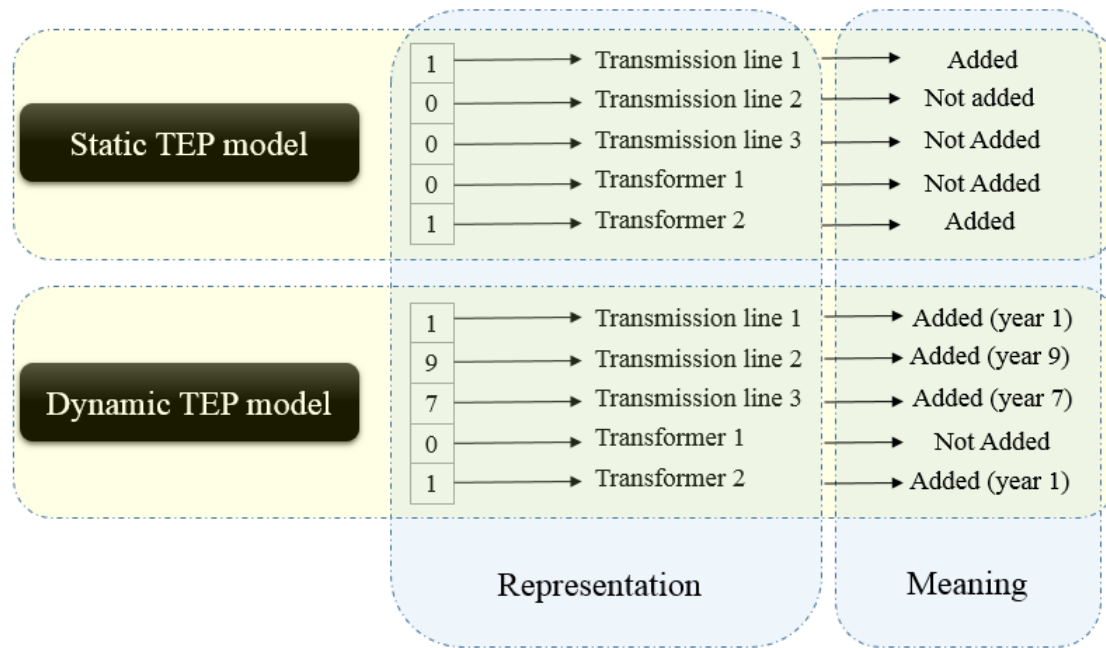 Static TEP model
1 Transmission line 1 Added
0 Transmission line 2 Not added
0 Transmission line 3 Not Added
0 Transformer 1 Not Added
1 Transformer 2 Added
Dynamic TEP model
1 Transmission line 1 Added (year 1)
9 Transmission line 2 Added (year 9)
7 Transmission line 3 Added (year 7)
0 Transformer 1 Not Added
1 Transformer 2 Added (year 1)
Representation Meaning